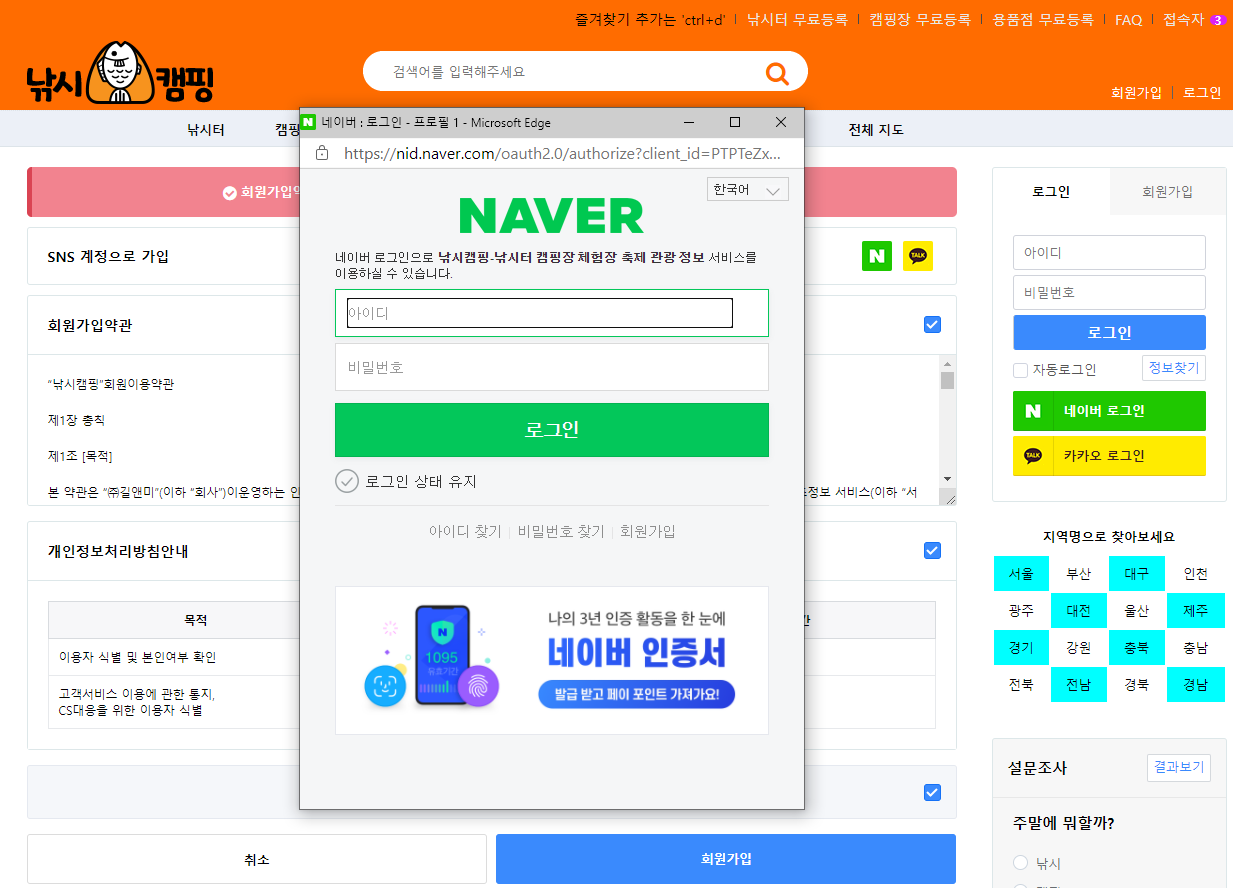 즐겨찾기 추가는 'ctrl+d' 낚시터 무료등록 캠핑장 무료등록 용품점 무료등록 FAQ 접속자 3
낚시캠핑
검색어를 입력해주세요
회원가입 로그인
낚시터 전체 지도
네이버 : 로그인 - 프로필 1 - Microsoft Edge
https://nid.naver.com/oauth2.0/authorize?client_id=PTPTeZx...
한국어
NAVER
네이버 로그인으로 낚시캠핑-낚시터 캠핑장 체험장 축제 관광 정보 서비스를
이용하실 수 있습니다.
아이디
비밀번호
로그인
로그인 상태 유지
아이디 찾기 비밀번호 찾기 회원가입
N
1095
유효기간
나의 3년 인증 활동을 한 눈에
네이버 인증서
발급 받고 페이 포인트 가져가요!
SNS 계정으로 가입
N TALK
회원가입약관
“낚시캠핑”회원이용약관
제1장 총칙
제1조 [목적]
본 약관은 “㈜길앤미”(이하 “회사”)이운영하는
정보 서비스(이하 “서
개인정보처리방침안내
목적
이용자 식별 및 본인여부 확인
고객서비스 이용에 관한 통지,
CS대응을 위한 이용자 식별
취소 회원가입
로그인 회원가입
아이디
비밀번호
로그인
자동로그인 정보찾기
N 네이버 로그인
TALK 카카오 로그인
지역명으로 찾아보세요
서울 부산 대구 인천
광주 대전 울산 제주
경기 강원 충북 충남
전북 전남 경북 경남
설문조사 결과보기
주말에 뭐할까?
낚시